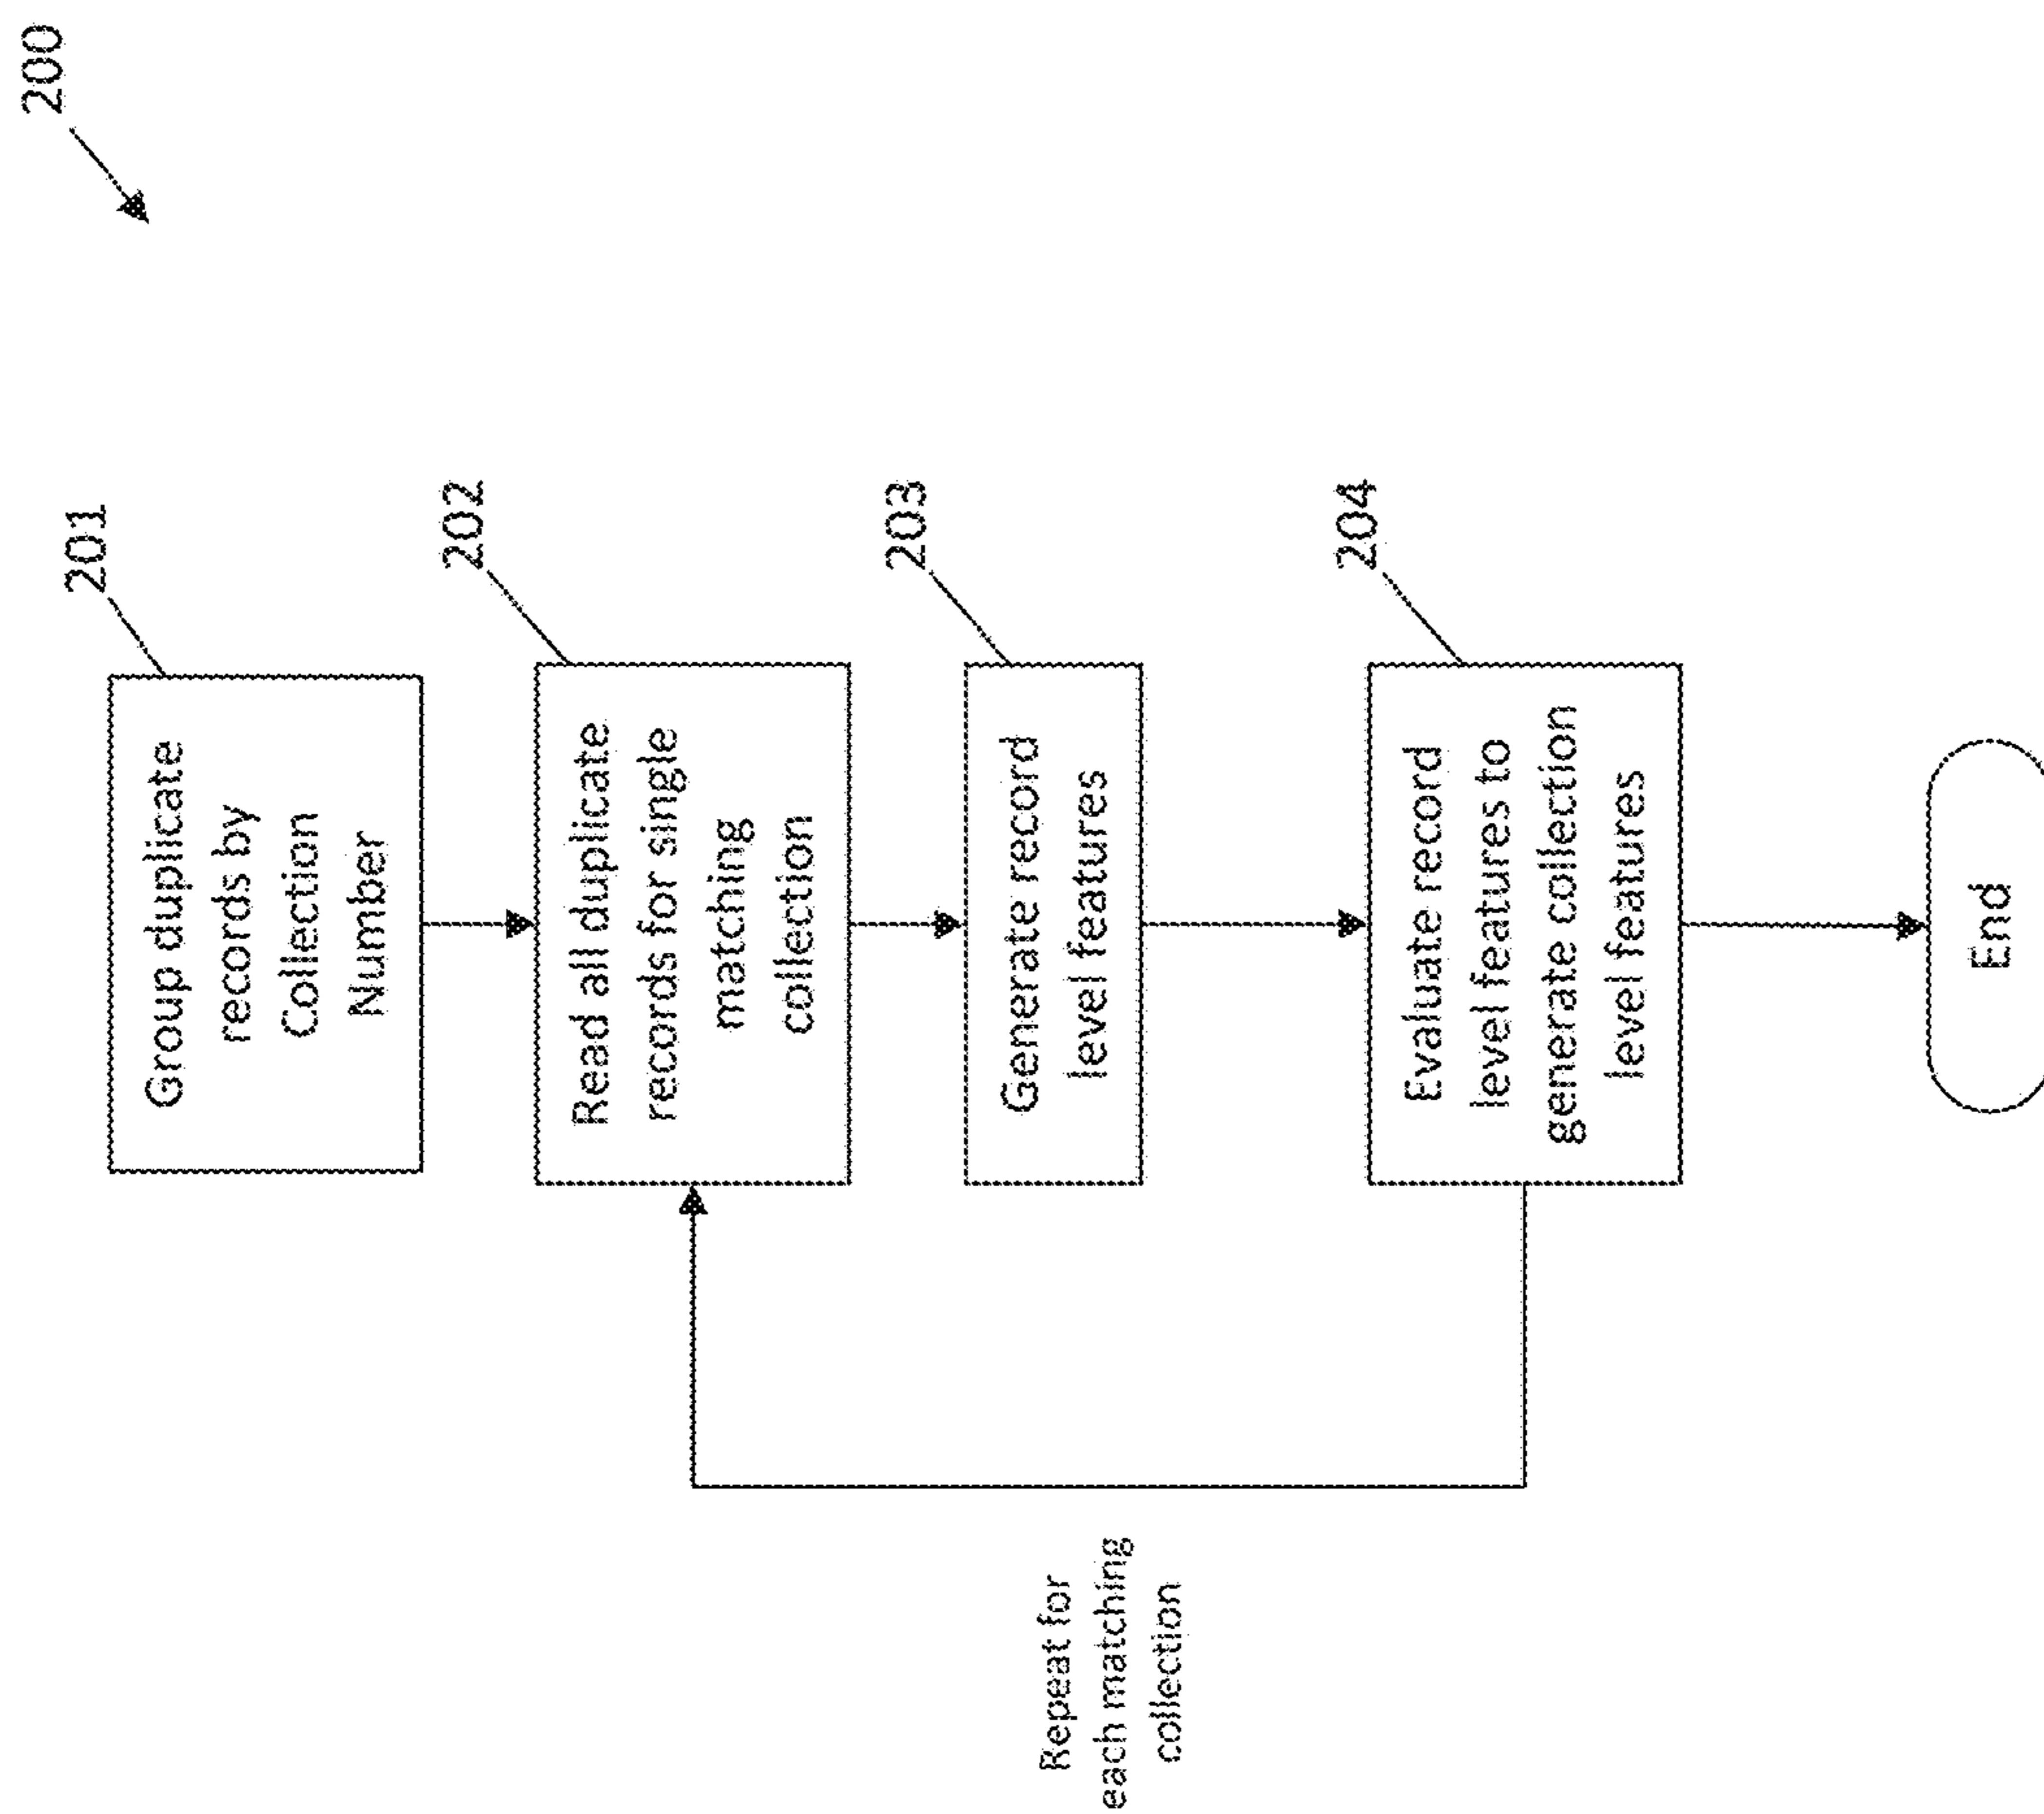 200
201
Group duplicate
records by
Collection
Number
202
Read all duplicate
records for single
matching
collection
203
Generate record
level features
204
Evaluate record
level features to
generate collection
level features
Repeat for
each matching
collection
End